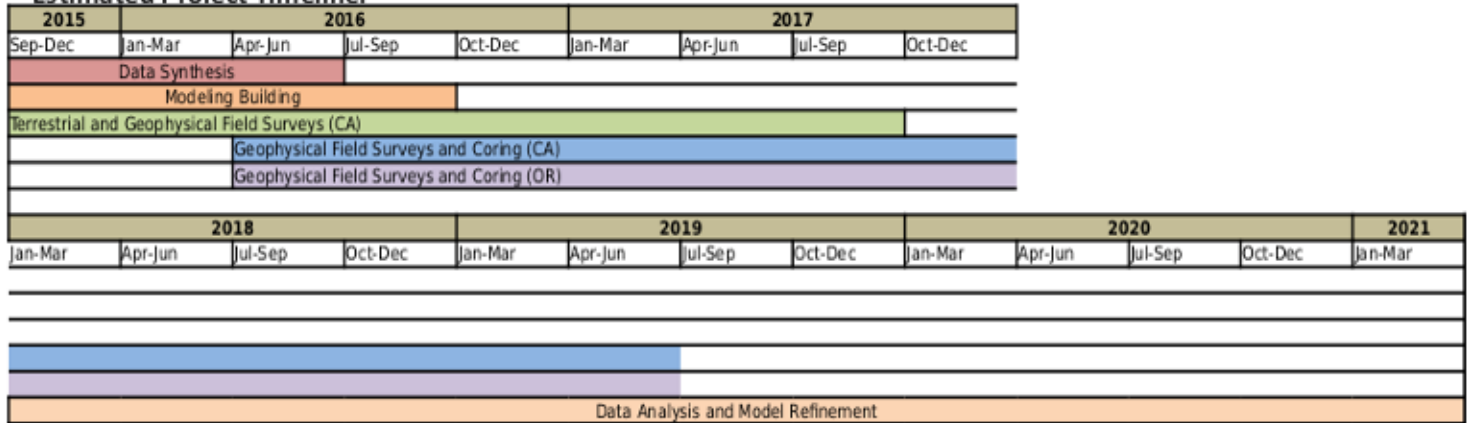 Estimated Project Timeline:
2015 2016 2017
Sep-Dec Jan-Mar Apr-Jun Jul-Sep Oct-Dec Jan-Mar Apr-Jun Jul-Sep Oct-Dec
Data Synthesis
Modeling Building
Terrestrial and Geophysical Field Surveys (CA)
Geophysical Field Surveys and Coring (CA)
Geophysical Field Surveys and Coring (OR)
2018 2019 2020 2021
Jan-Mar Apr-Jun Jul-Sep Oct-Dec Jan-Mar Apr-Jun Jul-Sep Oct-Dec Jan-Mar Apr-Jun Jul-Sep Oct-Dec Jan-Mar
Data Analysis and Model Refinement